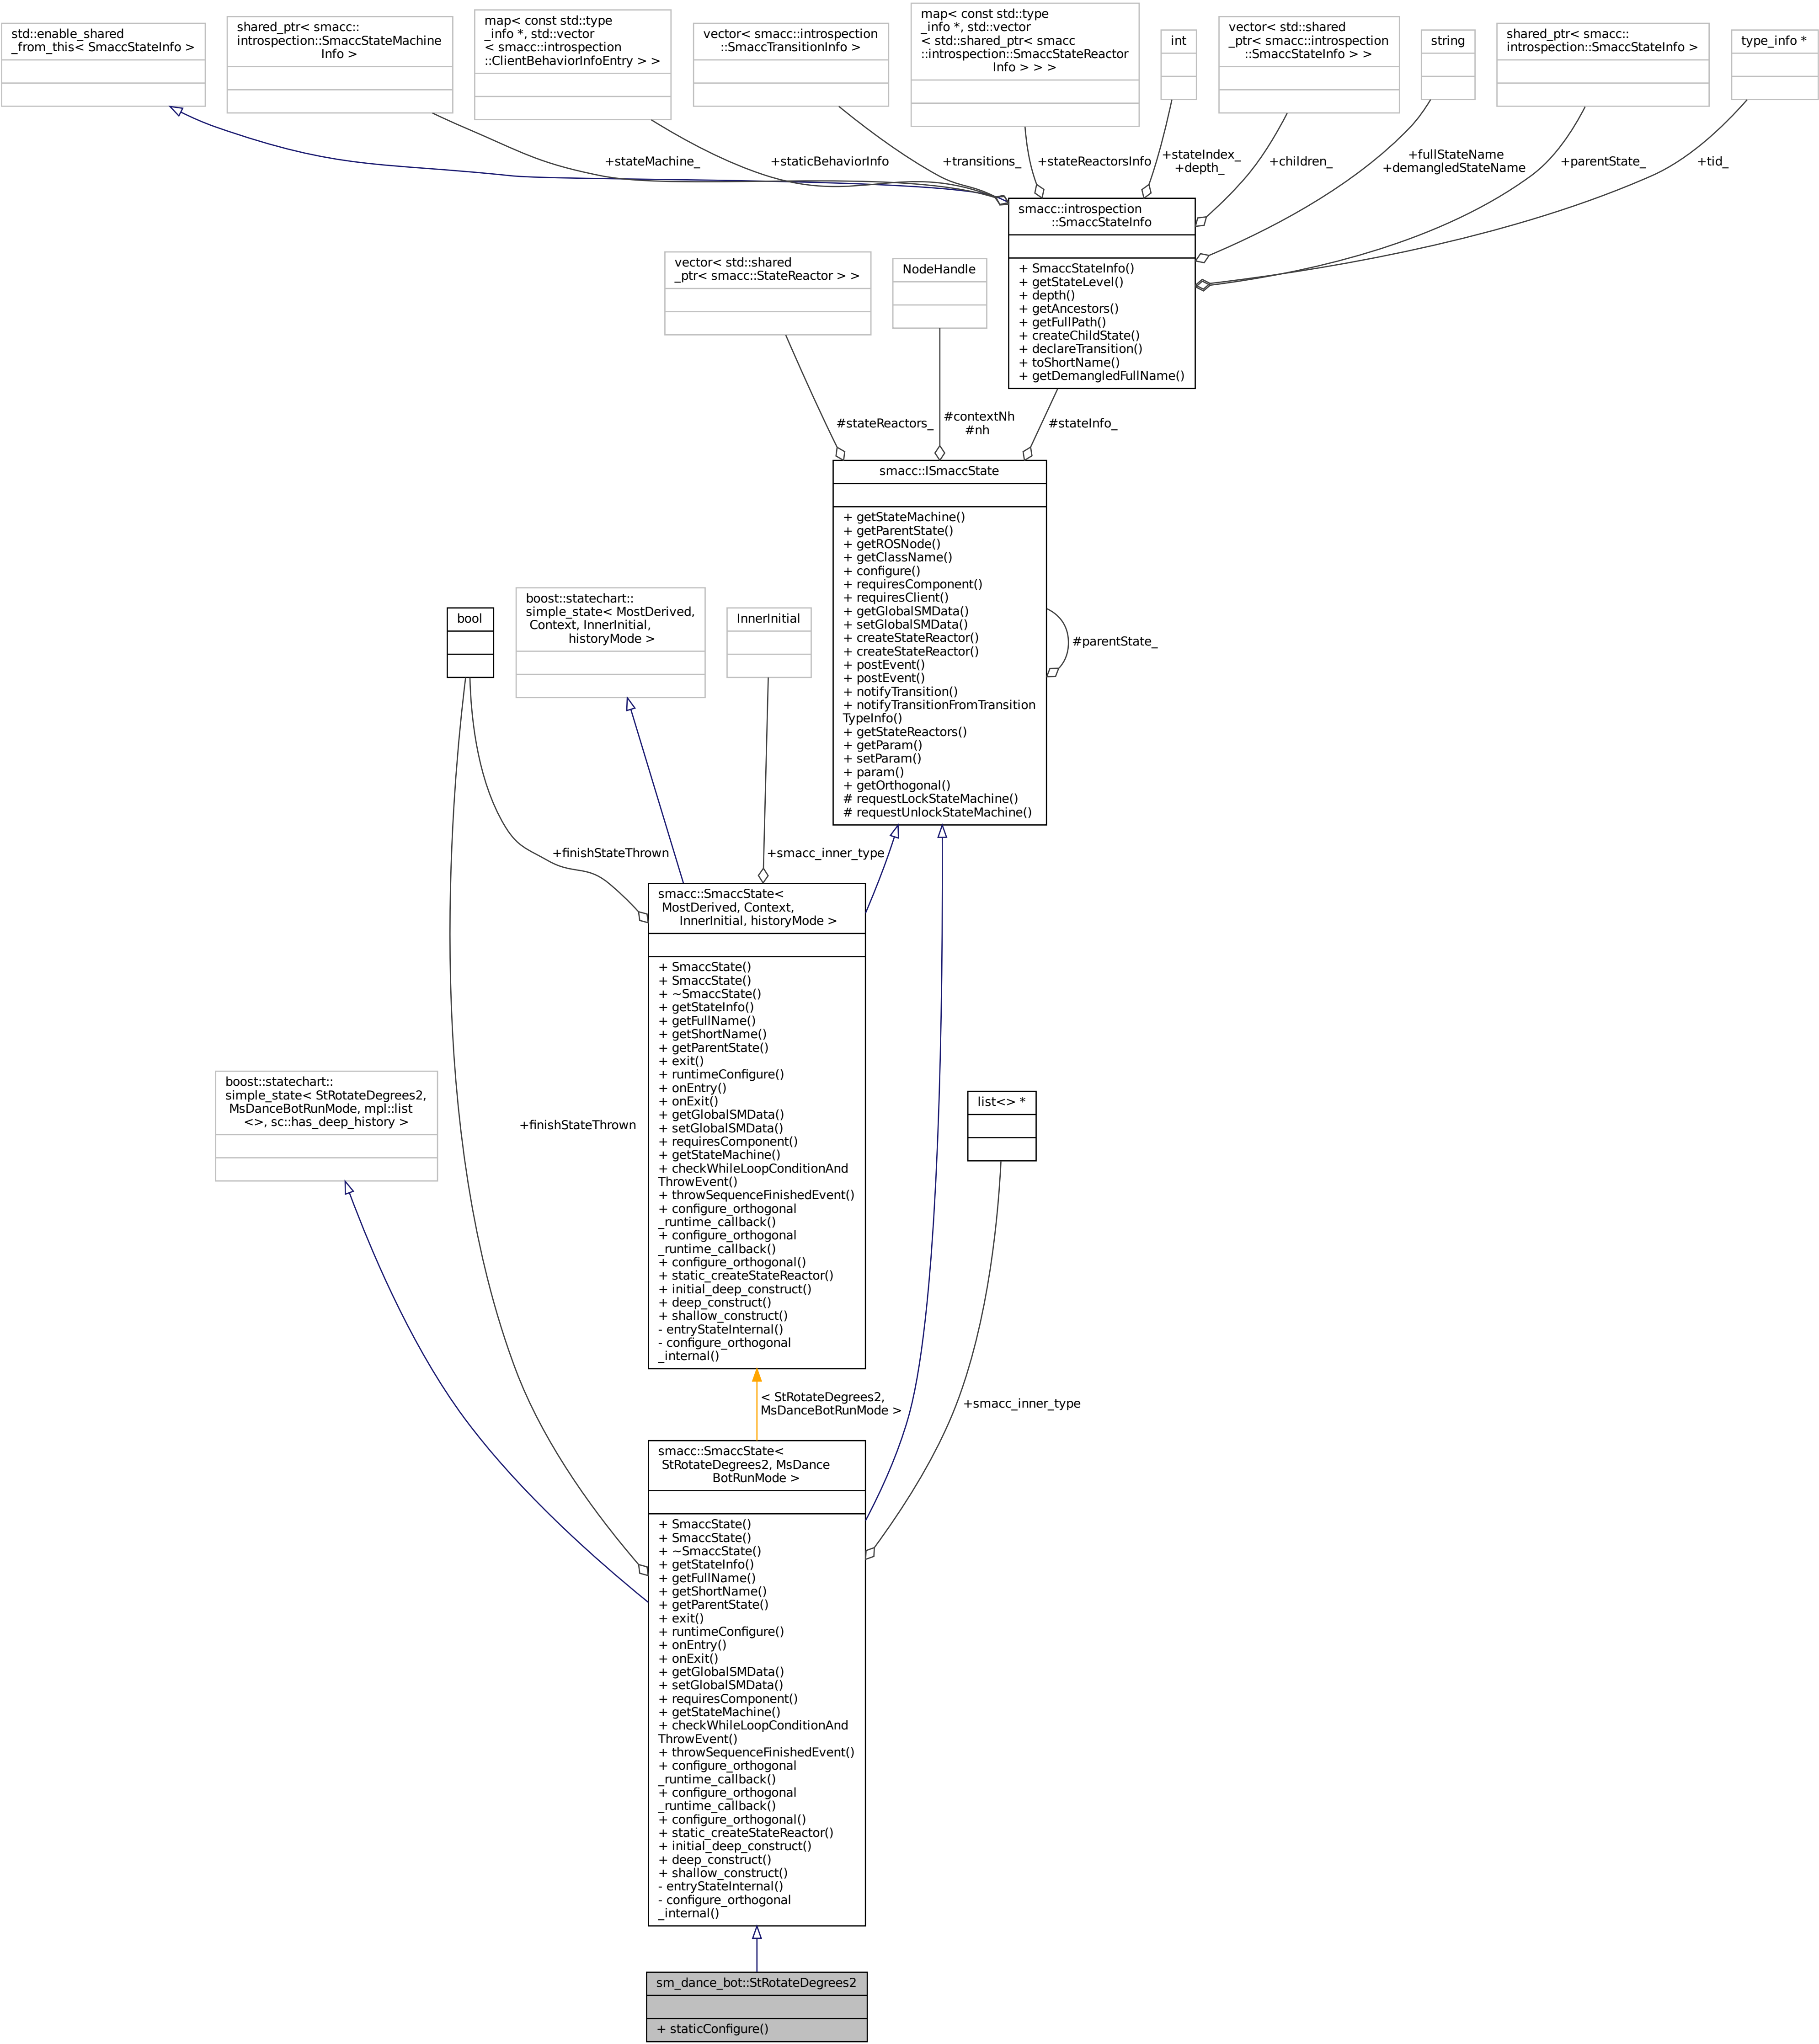 std::enable_shared
_from_this< SmaccStateInfo >
shared_ptr< smacc::
introspection::SmaccStateMachine
Info >
map< const std::type
_info *, std::vector
< smacc::introspection
::ClientBehaviorInfoEntry > >
vector< smacc::introspection
::SmaccTransitionInfo >
map< const std::type
_info *, std::vector
< std::shared_ptr< smacc
::introspection::SmaccStateReactor
Info > > >
int
vector< std::shared
_ptr< smacc::introspection
::SmaccStateInfo > >
string
shared_ptr< smacc::
introspection::SmaccStateInfo >
type_info *
+stateMachine_
+staticBehaviorInfo
+transitions_
+stateReactorsInfo
+stateIndex_
+depth_
+children_
+fullStateName
+demangledStateName
+parentState_
+tid_
smacc::introspection
::SmaccStateInfo
+ SmaccStateInfo()
+ getStateLevel()
+ depth()
+ getAncestors()
+ getFullPath()
+ createChildState()
+ declareTransition()
+ toShortName()
+ getDemangledFullName()
vector< std::shared
_ptr< smacc::StateReactor > >
NodeHandle
#stateReactors_
#contextNh
#nh
#stateInfo_
smacc::ISmaccState
+ getStateMachine()
+ getParentState()
+ getROSNode()
+ getClassName()
+ configure()
+ requiresComponent()
+ requiresClient()
+ getGlobalSMData()
+ setGlobalSMData()
+ createStateReactor()
+ createStateReactor()
+ postEvent()
+ postEvent()
+ notifyTransition()
+ notifyTransitionFromTransition
TypeInfo()
+ getStateReactors()
+ getParam()
+ setParam()
+ param()
+ getOrthogonal()
# requestLockStateMachine()
# requestUnlockStateMachine()
#parentState_
bool
boost::statechart::
simple_state< MostDerived,
Context, InnerInitial,
historyMode >
InnerInitial
+finishStateThrown
+smacc_inner_type
smacc::SmaccState<
MostDerived, Context,
InnerInitial, historyMode >
+ SmaccState()
+ SmaccState()
+ ~SmaccState()
+ getStateInfo()
+ getFullName()
+ getShortName()
+ getParentState()
+ exit()
+ runtimeConfigure()
+ onEntry()
+ onExit()
+ getGlobalSMData()
+ setGlobalSMData()
+ requiresComponent()
+ getStateMachine()
+ checkWhileLoopConditionAnd
ThrowEvent()
+ throwSequenceFinishedEvent()
+ configure_orthogonal
_runtime_callback()
+ configure_orthogonal
_runtime_callback()
+ configure_orthogonal()
+ static_createStateReactor()
+ initial_deep_construct()
+ deep_construct()
+ shallow_construct()
- entryStateInternal()
- configure_orthogonal
_internal()
boost::statechart::
simple_state< StRotateDegrees2,
MsDanceBotRunMode, mpl::list
<>, sc::has_deep_history >
+finishStateThrown
list<> *
< StRotateDegrees2,
MsDanceBotRunMode >
+smacc_inner_type
smacc::SmaccState<
StRotateDegrees2, MsDance
BotRunMode >
+ SmaccState()
+ SmaccState()
+ ~SmaccState()
+ getStateInfo()
+ getFullName()
+ getShortName()
+ getParentState()
+ exit()
+ runtimeConfigure()
+ onEntry()
+ onExit()
+ getGlobalSMData()
+ setGlobalSMData()
+ requiresComponent()
+ getStateMachine()
+ checkWhileLoopConditionAnd
ThrowEvent()
+ throwSequenceFinishedEvent()
+ configure_orthogonal
_runtime_callback()
+ configure_orthogonal
_runtime_callback()
+ configure_orthogonal()
+ static_createStateReactor()
+ initial_deep_construct()
+ deep_construct()
+ shallow_construct()
- entryStateInternal()
- configure_orthogonal
_internal()
sm_dance_bot::StRotateDegrees2
+ staticConfigure()